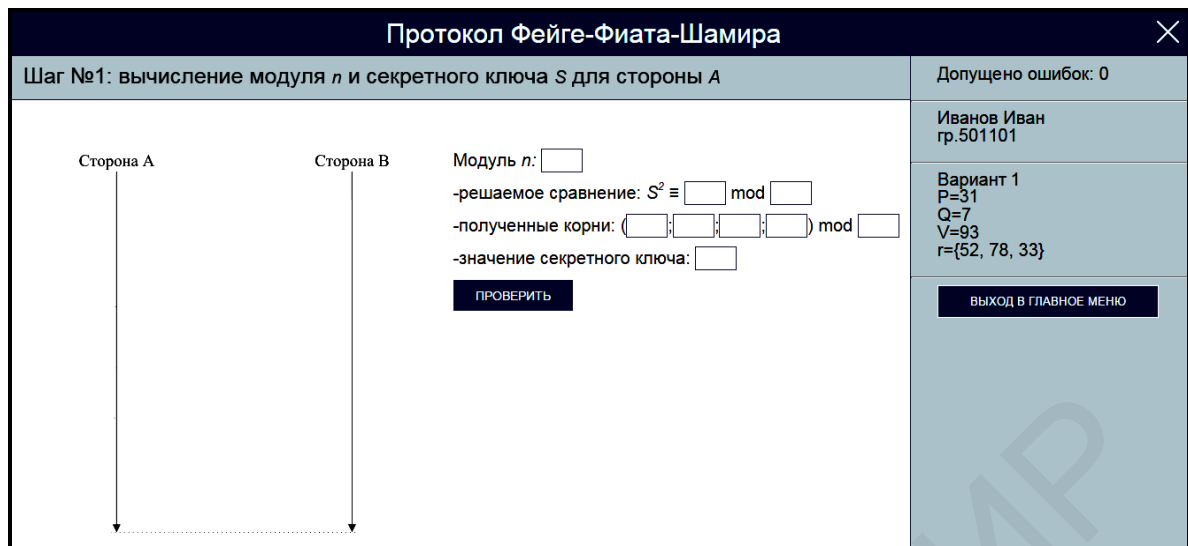 Протокол Фейге-Фиата-Шамира
Шаг №1: вычисление модуля n и секретного ключа S для стороны A
Допущено ошибок: 0
Иванов Иван
гр.501101
Вариант 1
P=31
Q=7
V=93
r={52, 78, 33}
ВЫХОД В ГЛАВНОЕ МЕНЮ
Сторона A
Сторона B
Модуль n:
-решаемое сравнение: S² ≡ mod
-полученные корни: ( ; ; ; ) mod
-значение секретного ключа:
ПРОВЕРИТЬ